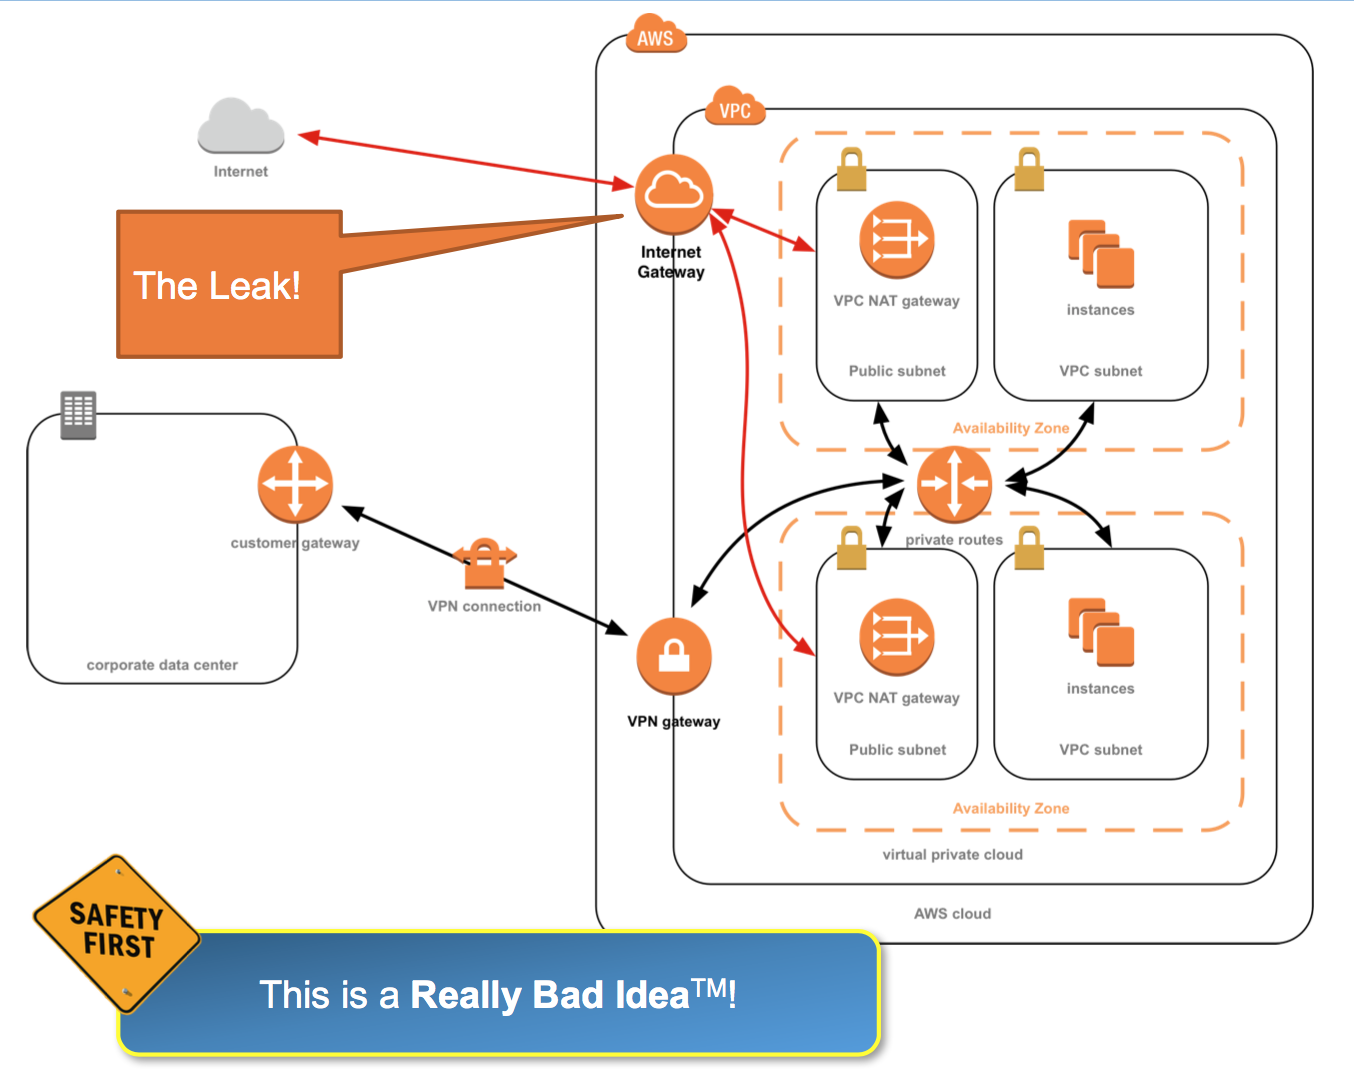 AWS
VPC
Internet
The Leak!
Internet
Gateway
VPC NAT gateway
instances
Public subnet
VPC subnet
Availability Zone
customer gateway
private routes
VPN connection
corporate data center
VPN gateway
VPC NAT gateway
instances
Public subnet
VPC subnet
Availability Zone
virtual private cloud
AWS cloud
SAFETY
FIRST
This is a Really Bad Idea™!